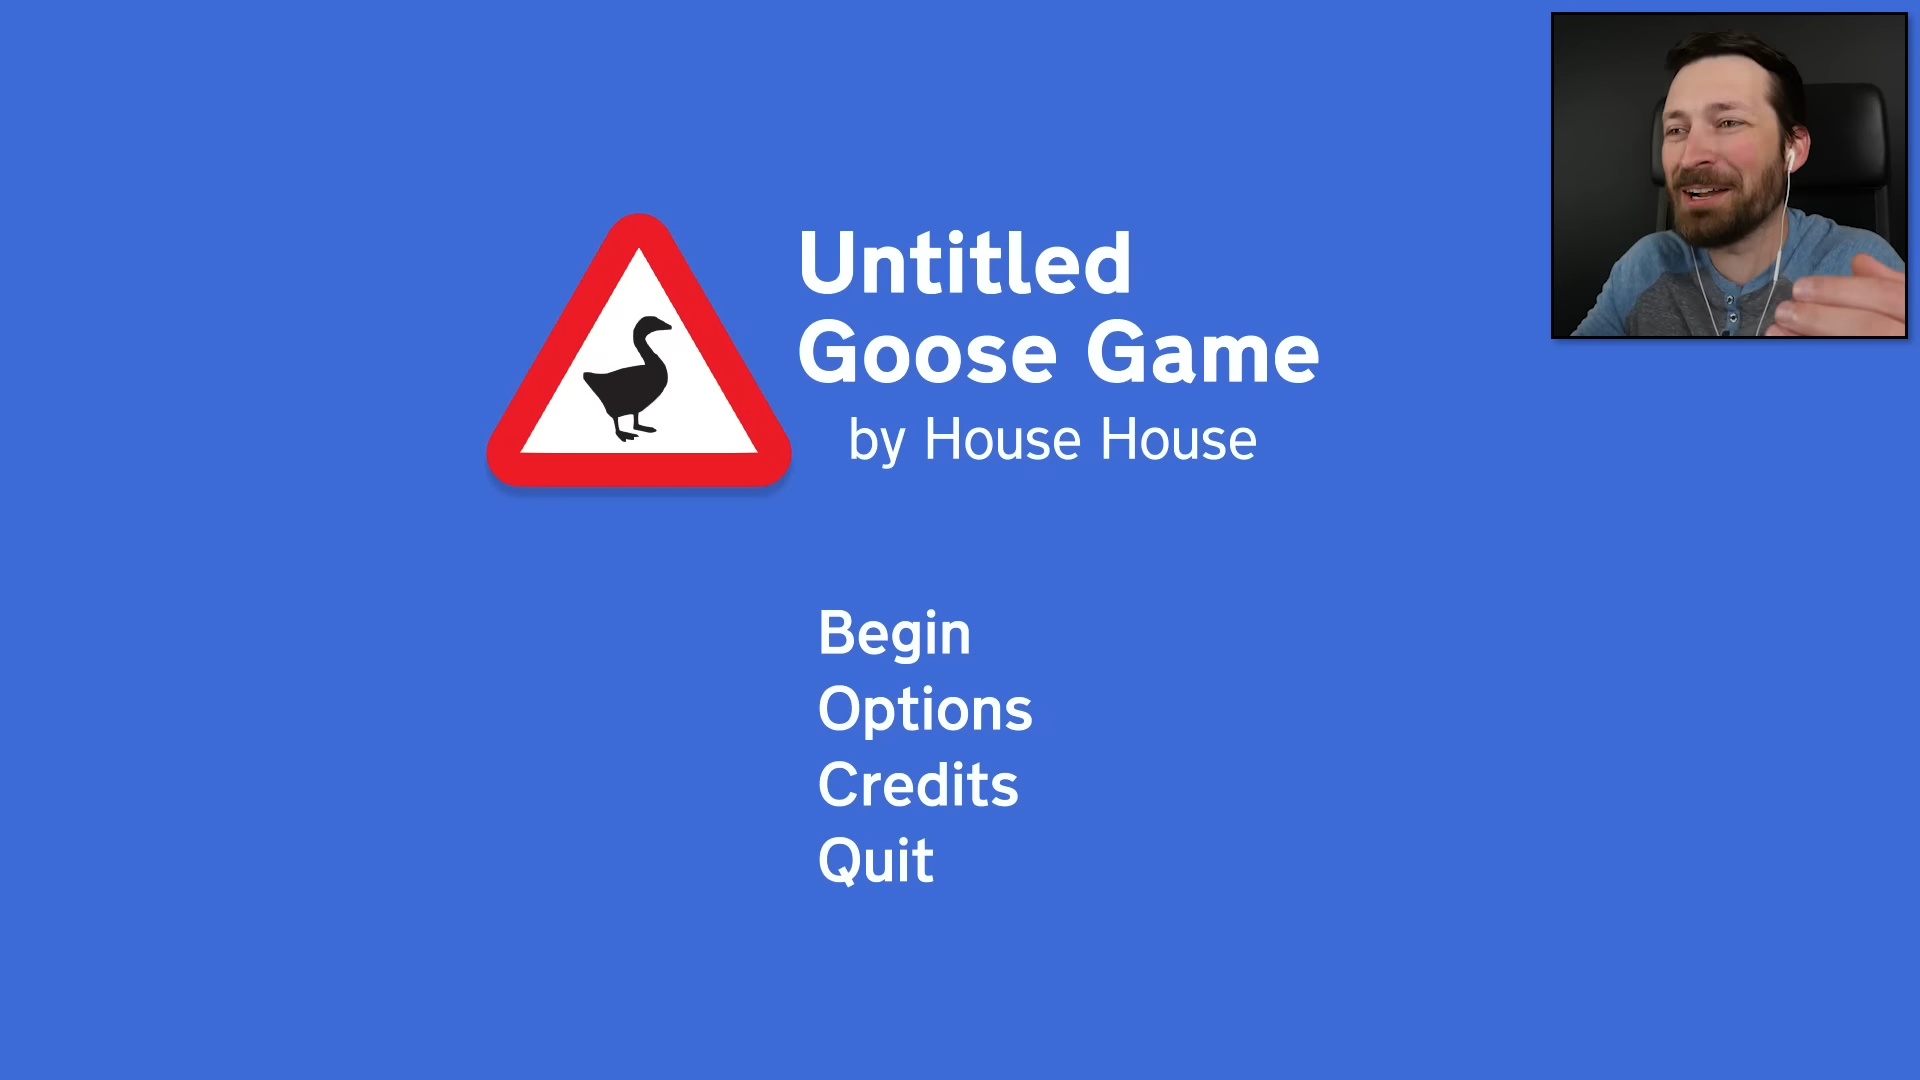 Untitled
Goose Game
by House House
Begin
Options
Credits
Quit